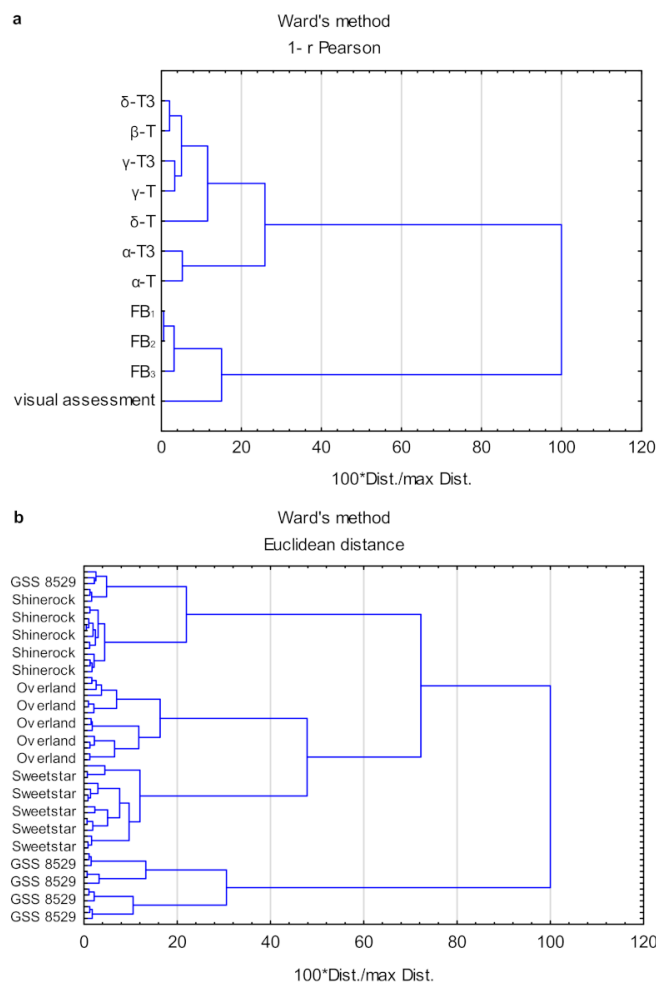 a
Ward's method
1- r Pearson
δ-T3
β-T
γ-T3
γ-T
δ-T
α-T3
α-T
FB₁
FB₂
FB₃
visual assessment
0 20 40 60 80 100 120
100*Dist./max Dist.
b
Ward's method
Euclidean distance
GSS 8529
Shinerock
Shinerock
Shinerock
Shinerock
Shinerock
Overland
Overland
Overland
Overland
Overland
Sweetstar
Sweetstar
Sweetstar
Sweetstar
Sweetstar
GSS 8529
GSS 8529
GSS 8529
GSS 8529
0 20 40 60 80 100 120
100*Dist./max Dist.